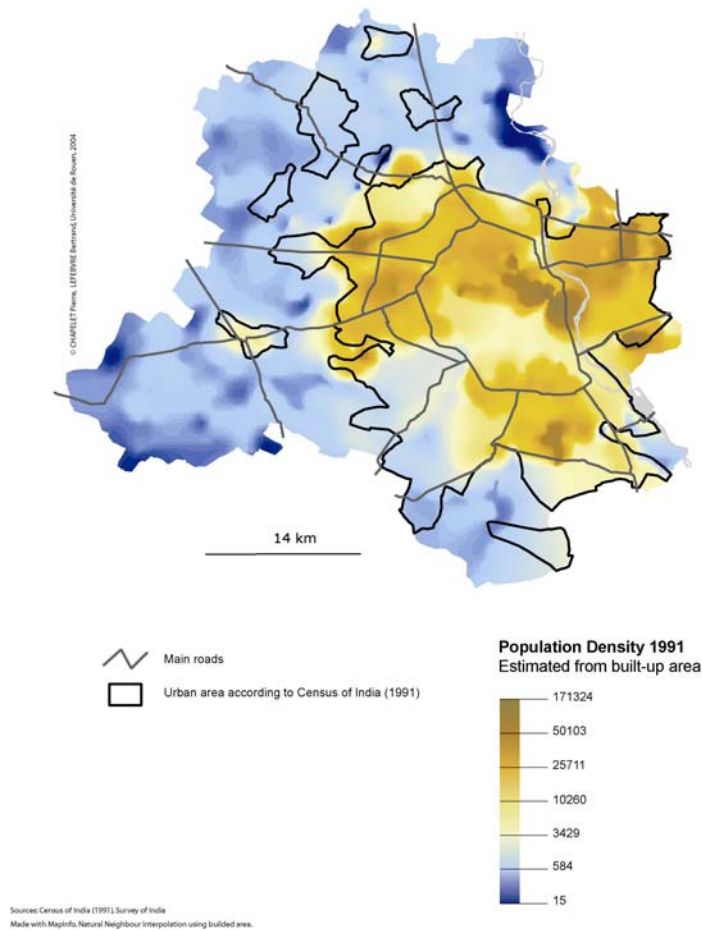 © CHAPELET Pierre, LEFEBVRE Bertrand, Université de Rouen, 2004
14 km
Main roads
Urban area according to Census of India (1991)
Population Density 1991
Estimated from built-up area
171324
50103
25711
10260
3429
584
15
Sources: Census of India (1991), Survey of India
Made with MapInfo. Natural Neighbour Interpolation using builded area.